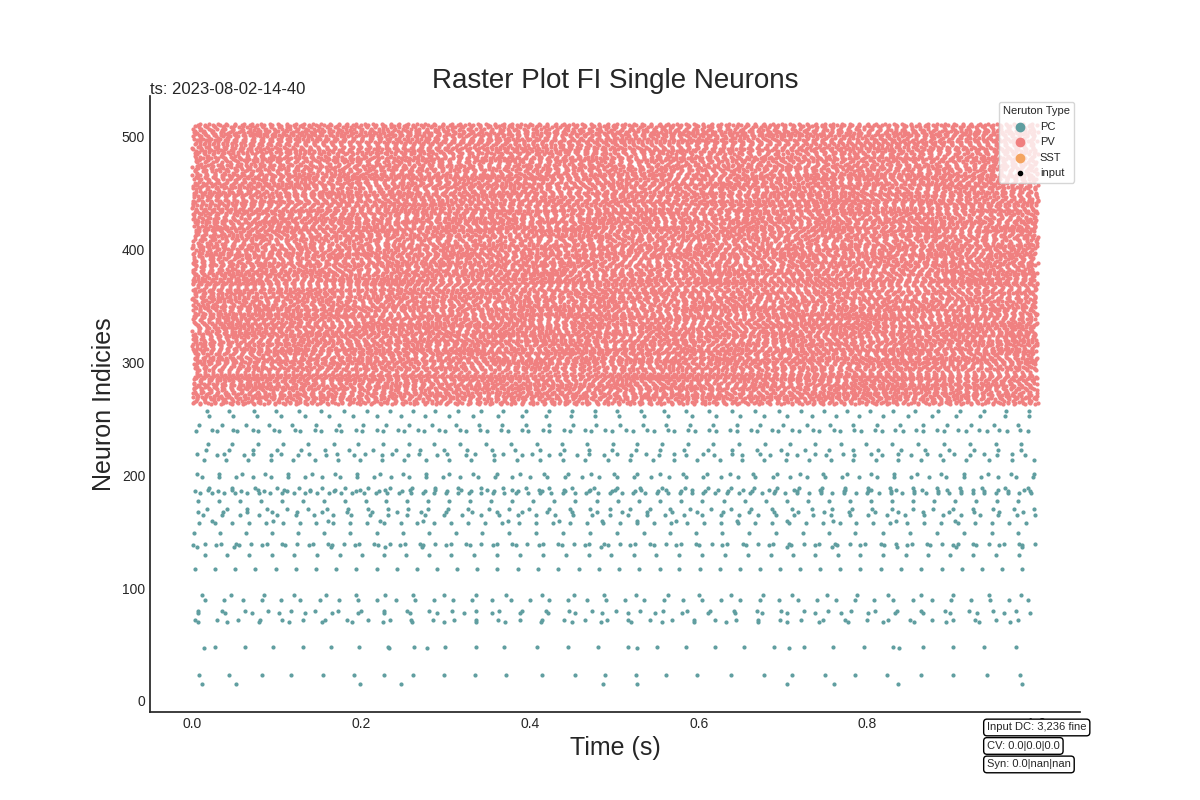 Raster Plot FI Single Neurons
ts: 2023-08-02-14-40
Neruton Type
PC
PV
SST
input
500
400
300
200
100
0
Neuron Indicies
0.0 0.2 0.4 0.6 0.8
Time (s)
Input DC: 3,236 fine
CV: 0.0|0.0|0.0
Syn: 0.0|nan|nan